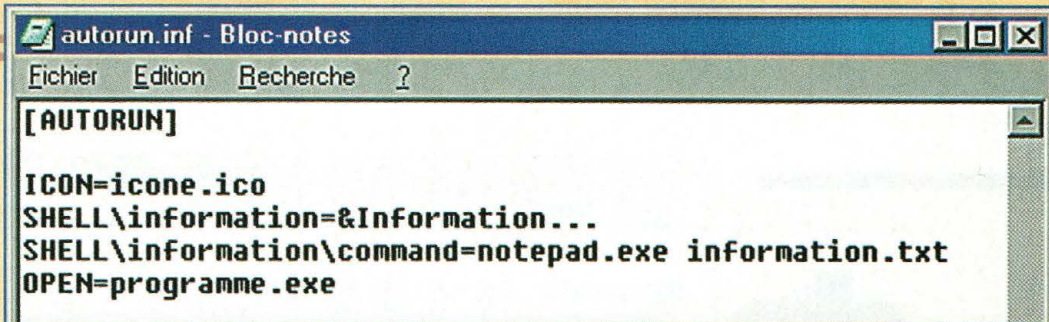 autorun.inf - Bloc-notes
Fichier Edition Recherche ?
[AUTORUN]
ICON=icone.ico
SHELL\information=&Information...
SHELL\information\command=notepad.exe information.txt
OPEN=programme.exe